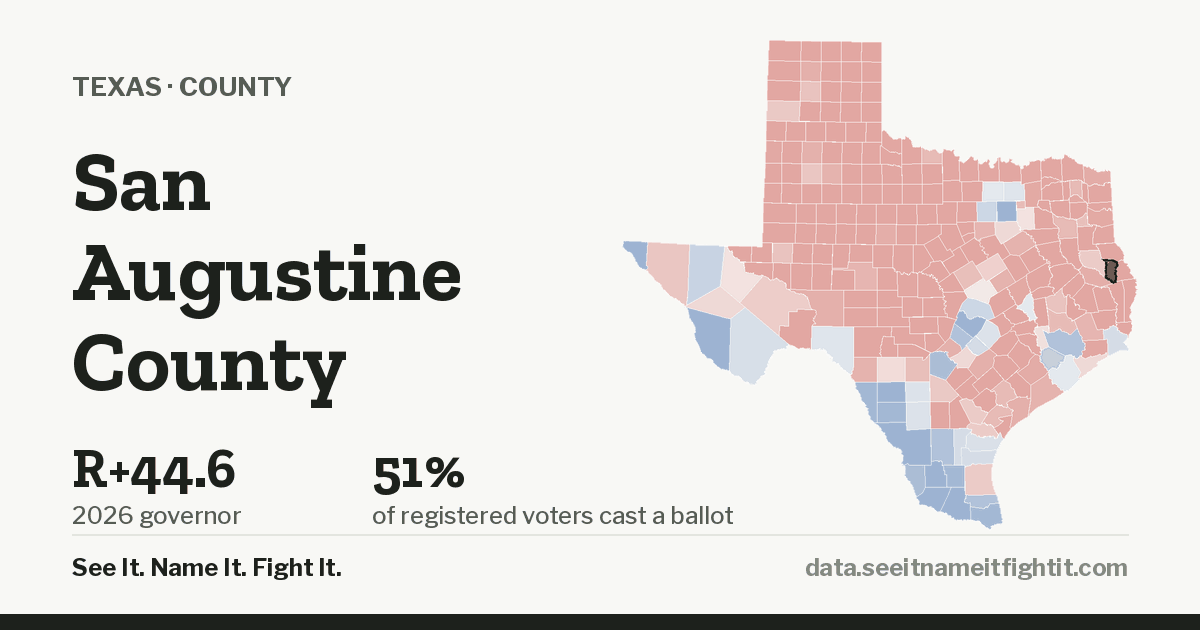 TEXAS · COUNTY
San
Augustine
County
R+44.6
2026 governor
51%
of registered voters cast a ballot
See It. Name It. Fight It.
data.seeitnameitfightit.com